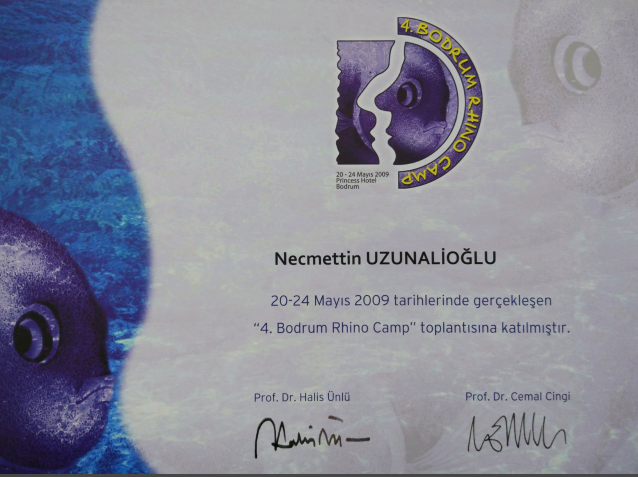 4. BODRUM RHINO CAMP
20 - 24 Mayıs 2009
Princess Hotel
Bodrum
Necmettin UZUNALİOĞLU
20-24 Mayıs 2009 tarihlerinde gerçekleşen
“4. Bodrum Rhino Camp” toplantısına katılmıştır.
Prof. Dr. Halis Ünlü
Prof. Dr. Cemal Cingi